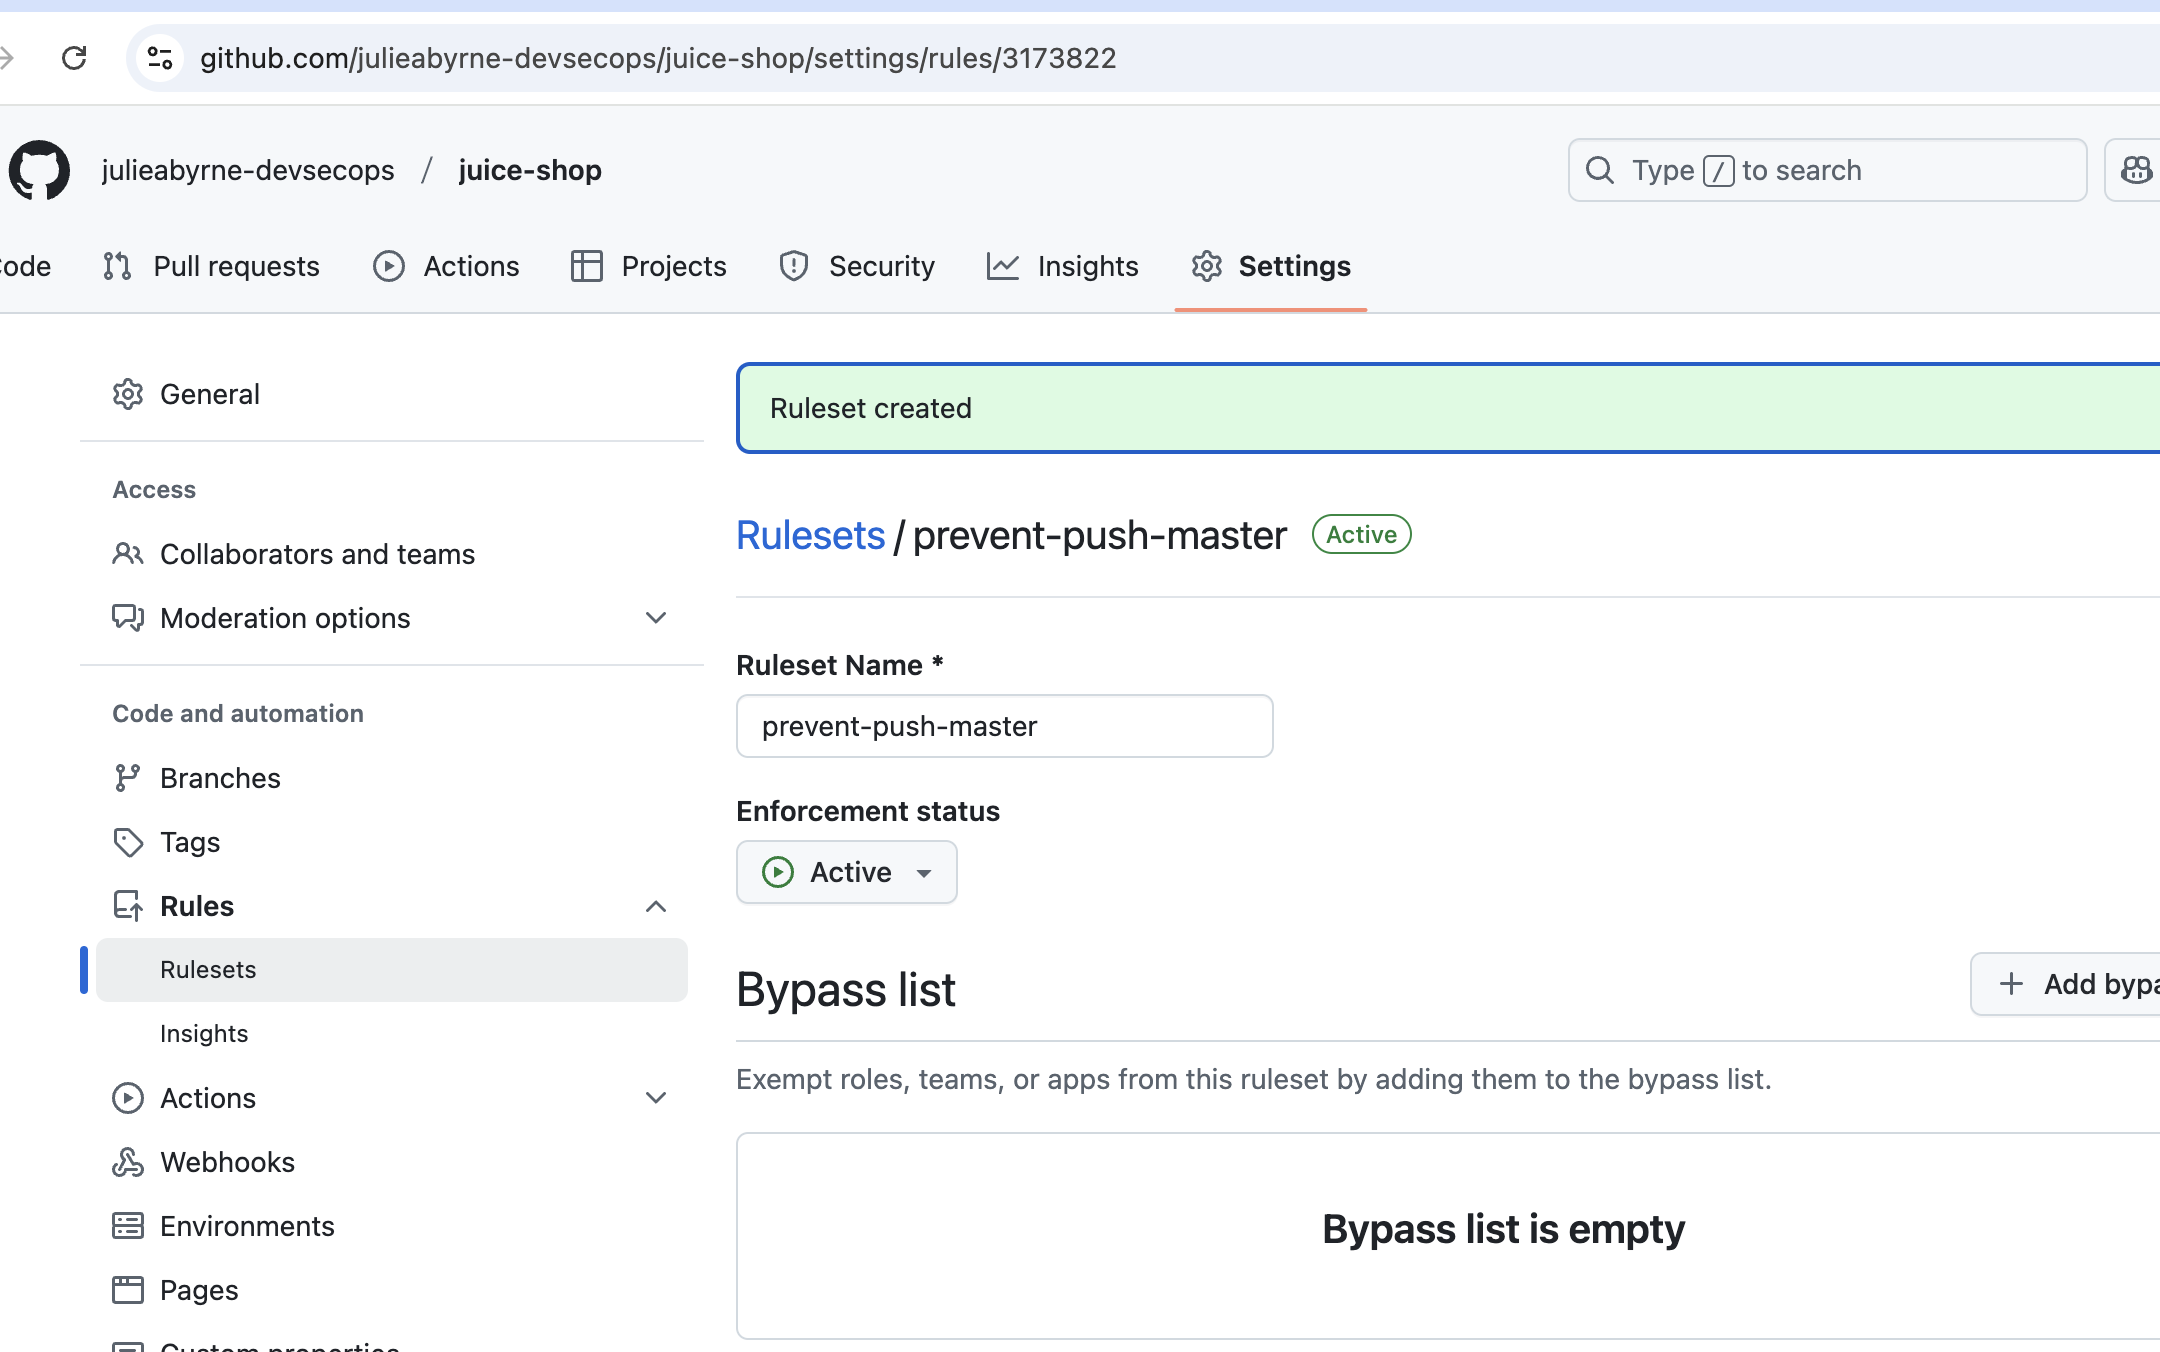 github.com/julieabyrne-devsecops/juice-shop/settings/rules/3173822
julieabyrne-devsecops / juice-shop
Type / to search
ode Pull requests Actions Projects Security Insights Settings
General
Access
Collaborators and teams
Moderation options
Code and automation
Branches
Tags
Rules
Rulesets
Insights
Actions
Webhooks
Environments
Pages
Custom properties
Ruleset created
Rulesets / prevent-push-master Active
Ruleset Name *
prevent-push-master
Enforcement status
Active
Bypass list
Add bypa
Exempt roles, teams, or apps from this ruleset by adding them to the bypass list.
Bypass list is empty